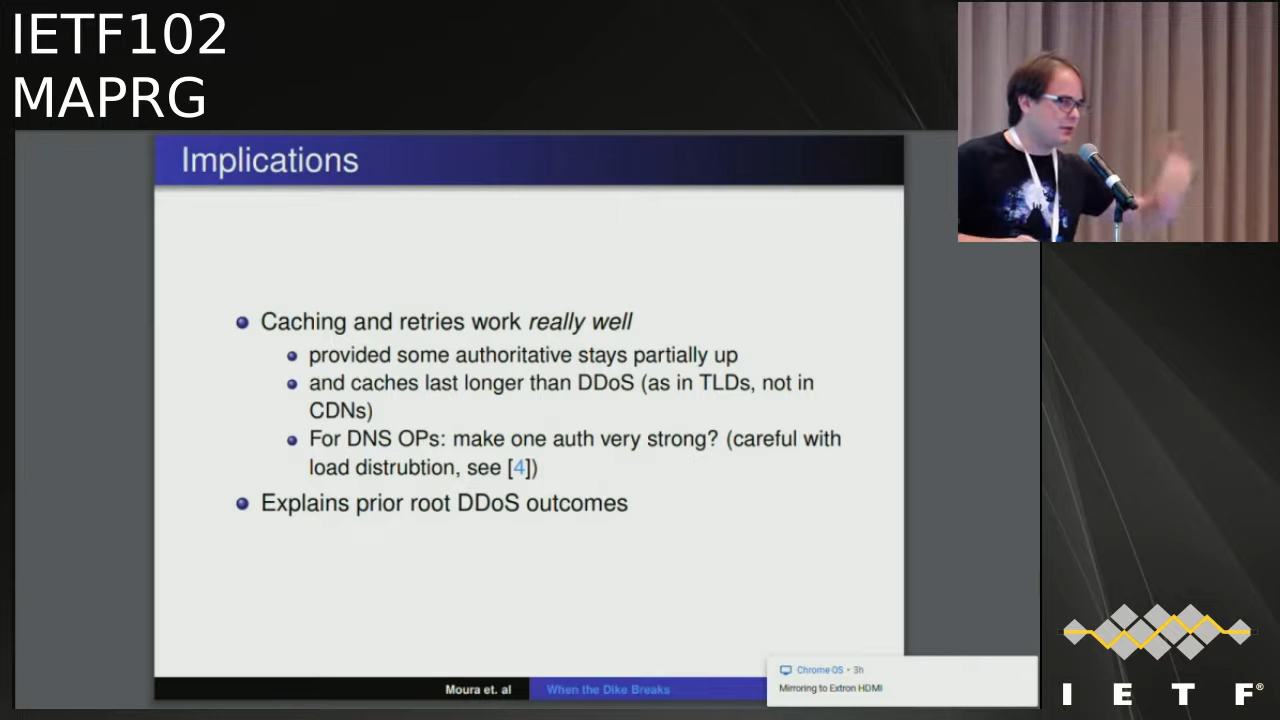 IETF102
MAPRG
Implications
Caching and retries work really well
provided some authoritative stays partially up
and caches last longer than DDoS (as in TLDs, not in
CDNs)
For DNS OPs: make one auth very strong? (careful with
load distrubtion, see [4])
Explains prior root DDoS outcomes
Moura et. al
When the Dike Breaks
Chrome OS • 3h
Mirroring to Extron HDMI
I E T F®